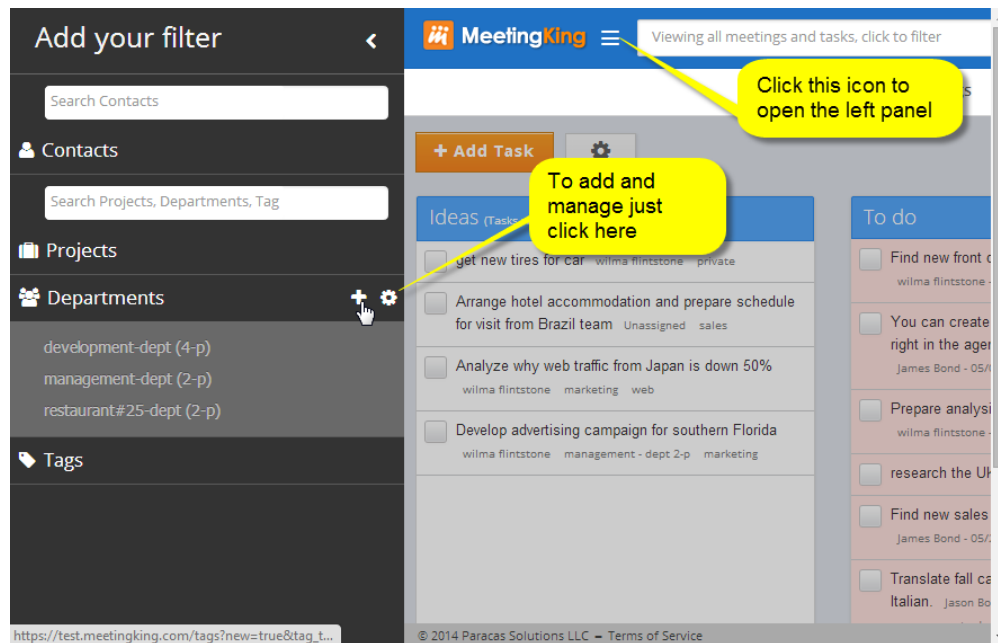 Add your filter
Search Contacts
Contacts
Search Projects, Departments, Tag
Projects
Departments
development-dept (4-p)
management-dept (2-p)
restaurant#25-dept (2-p)
Tags
https://test.meetingking.com/tags?new=true&tag_t...
MeetingKing
Viewing all meetings and tasks, click to filter
Click this icon to
open the left panel
+ Add Task
To add and
manage just
click here
Ideas (Tasks
get new tires for car wilma flintstone private
Arrange hotel accommodation and prepare schedule
for visit from Brazil team Unassigned sales
Analyze why web traffic from Japan is down 50%
wilma flintstone marketing web
Develop advertising campaign for southern Florida
wilma flintstone management - dept 2-p marketing
To do
Find new front
wilma flintstone -
You can create
right in the
James Bond -
Prepare
wilma flintstone -
research the
Find new sales
James Bond -
Translate fall
Italian. Jason
© 2014 Paracas Solutions LLC – Terms of Service